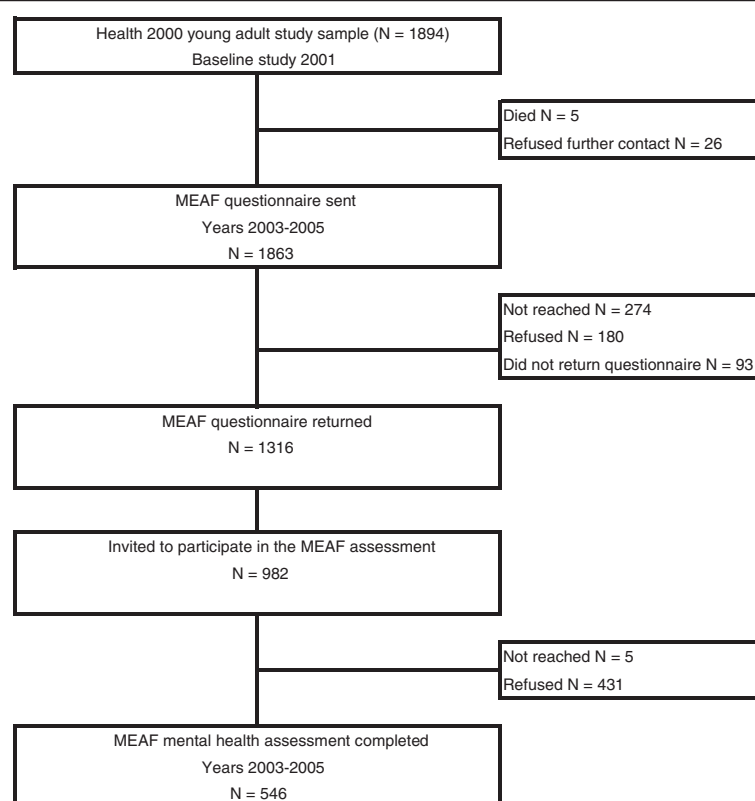 Health 2000 young adult study sample (N = 1894)
Baseline study 2001
Died N = 5
Refused further contact N = 26
MEAF questionnaire sent
Years 2003-2005
N = 1863
Not reached N = 274
Refused N = 180
Did not return questionnaire N = 93
MEAF questionnaire returned
N = 1316
Invited to participate in the MEAF assessment
N = 982
Not reached N = 5
Refused N = 431
MEAF mental health assessment completed
Years 2003-2005
N = 546